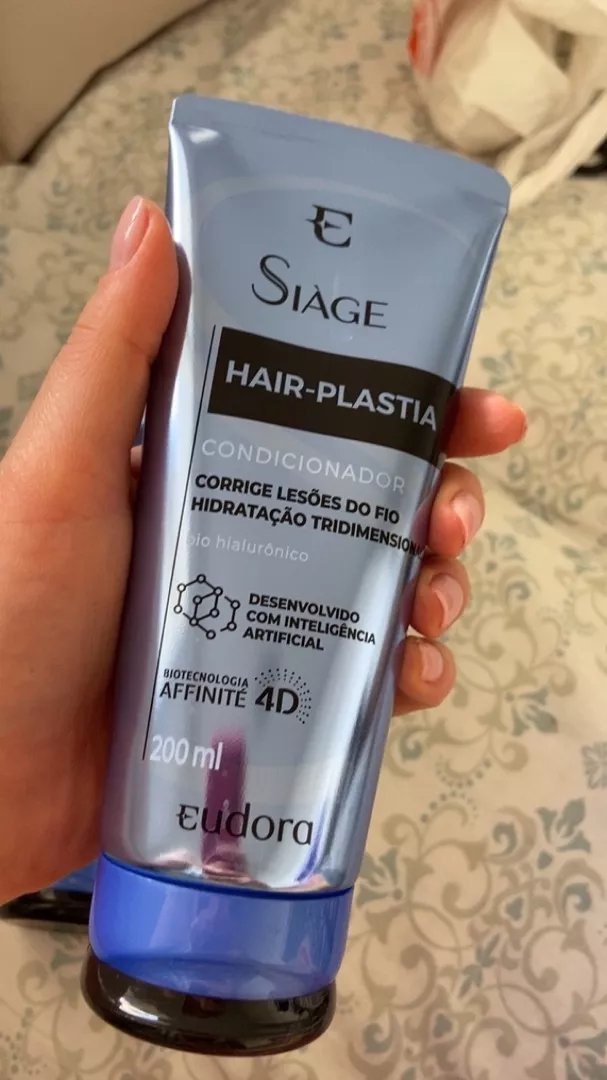 E
SIÀGE
HAIR-PLASTIA
CONDICIONADOR
CORRIGE LESÕES DO FIO
HIDRATAÇÃO
bio hialurônico
DESENVOLVIDO
COM INTELIGÊNCIA
ARTIFICIAL
BIOTECNOLOGIA
AFFINITÉ 4D
200 ml
eudora